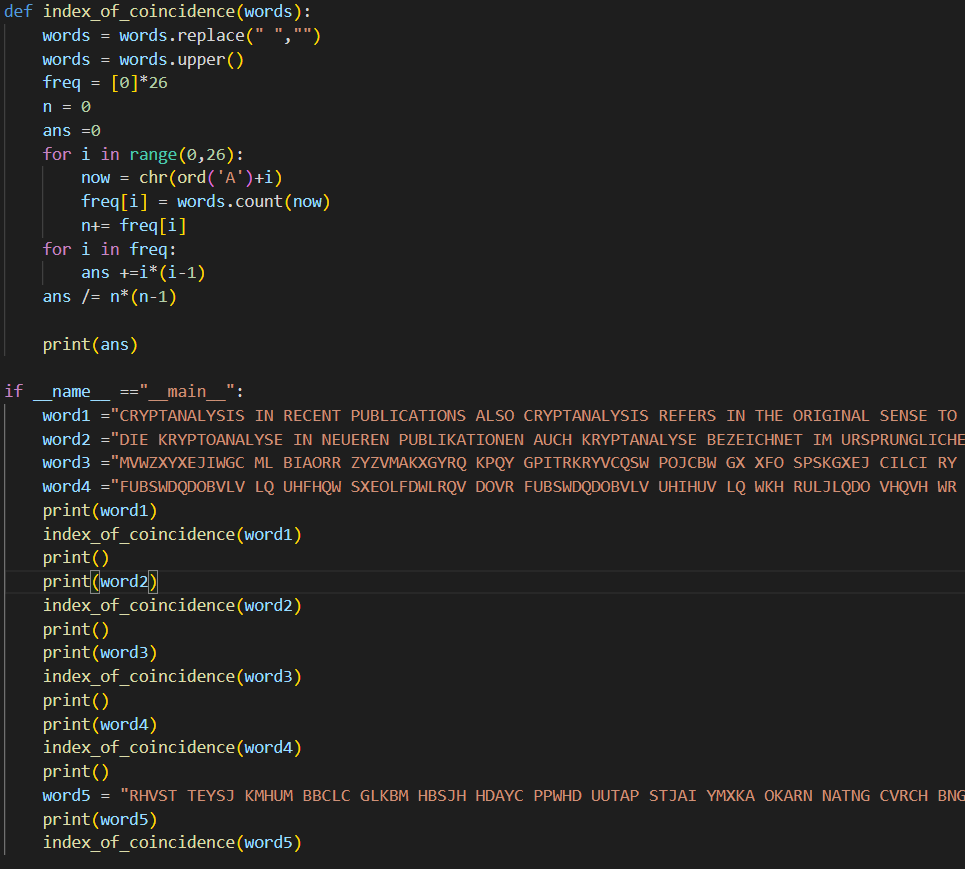 def index_of_coincidence(words):
    words = words.replace(" ","")
    words = words.upper()
    freq = [0]*26
    n = 0
    ans =0
    for i in range(0,26):
        now = chr(ord('A')+i)
        freq[i] = words.count(now)
        n+= freq[i]
    for i in freq:
        ans +=i*(i-1)
    ans /= n*(n-1)

    print(ans)

if __name__ =="__main__":
    word1 ="CRYPTANALYSIS IN RECENT PUBLICATIONS ALSO CRYPTANALYSIS REFERS IN THE ORIGINAL SENSE TO
    word2 ="DIE KRYPTOANALYSE IN NEUEREN PUBLIKATIONEN AUCH KRYPTANALYSE BEZEICHNET IM URSPRUNGLICHE
    word3 ="MVWZXYXEJIWGC ML BIAORR ZYZVMAKXGYRQ KPQY GPITRKRYVCQSW POJCBW GX XFO SPSKGXEJ CILCI RY
    word4 ="FUBSWDQDOBVLV LQ UHFHQW SXEOLFDWLRQV DOVR FUBSWDQDOBVLV UHIHUV LQ WKH RULJLQDO VHQVH WR
    print(word1)
    index_of_coincidence(word1)
    print()
    print(word2)
    index_of_coincidence(word2)
    print()
    print(word3)
    index_of_coincidence(word3)
    print()
    print(word4)
    index_of_coincidence(word4)
    print()
    word5 = "RHVST TEYSJ KMHUM BBCLC GLKBM HBSJH HDAYC PPWHD UUTAP STJAI YMXKA OKARN NATNG CVRCH BNG
    print(word5)
    index_of_coincidence(word5)